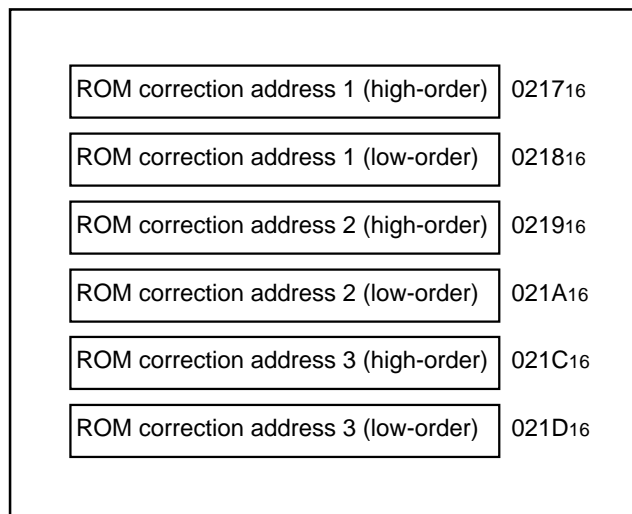 ROM correction address 1 (high-order) 0217₁₆
ROM correction address 1 (low-order) 0218₁₆
ROM correction address 2 (high-order) 0219₁₆
ROM correction address 2 (low-order) 021A₁₆
ROM correction address 3 (high-order) 021C₁₆
ROM correction address 3 (low-order) 021D₁₆